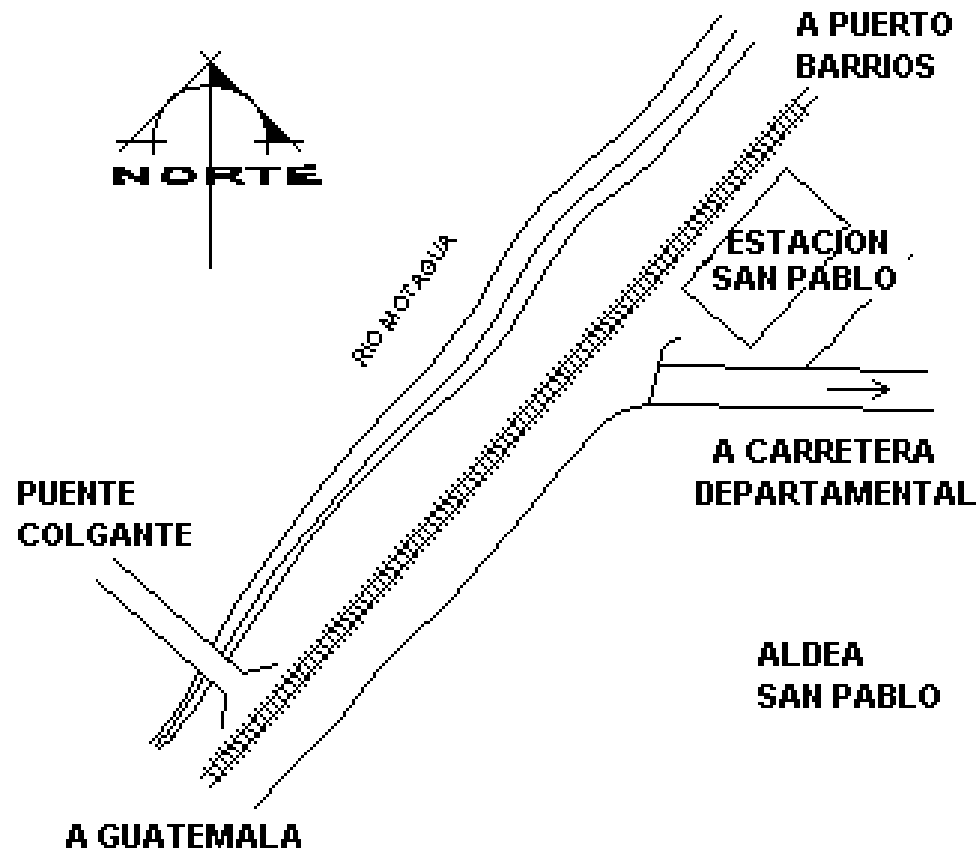 A PUERTO
BARRIOS
NORTE
ESTACION
SAN PABLO
RIO MOTAGUA
A CARRETERA
DEPARTAMENTAL
PUENTE
COLGANTE
ALDEA
SAN PABLO
A GUATEMALA